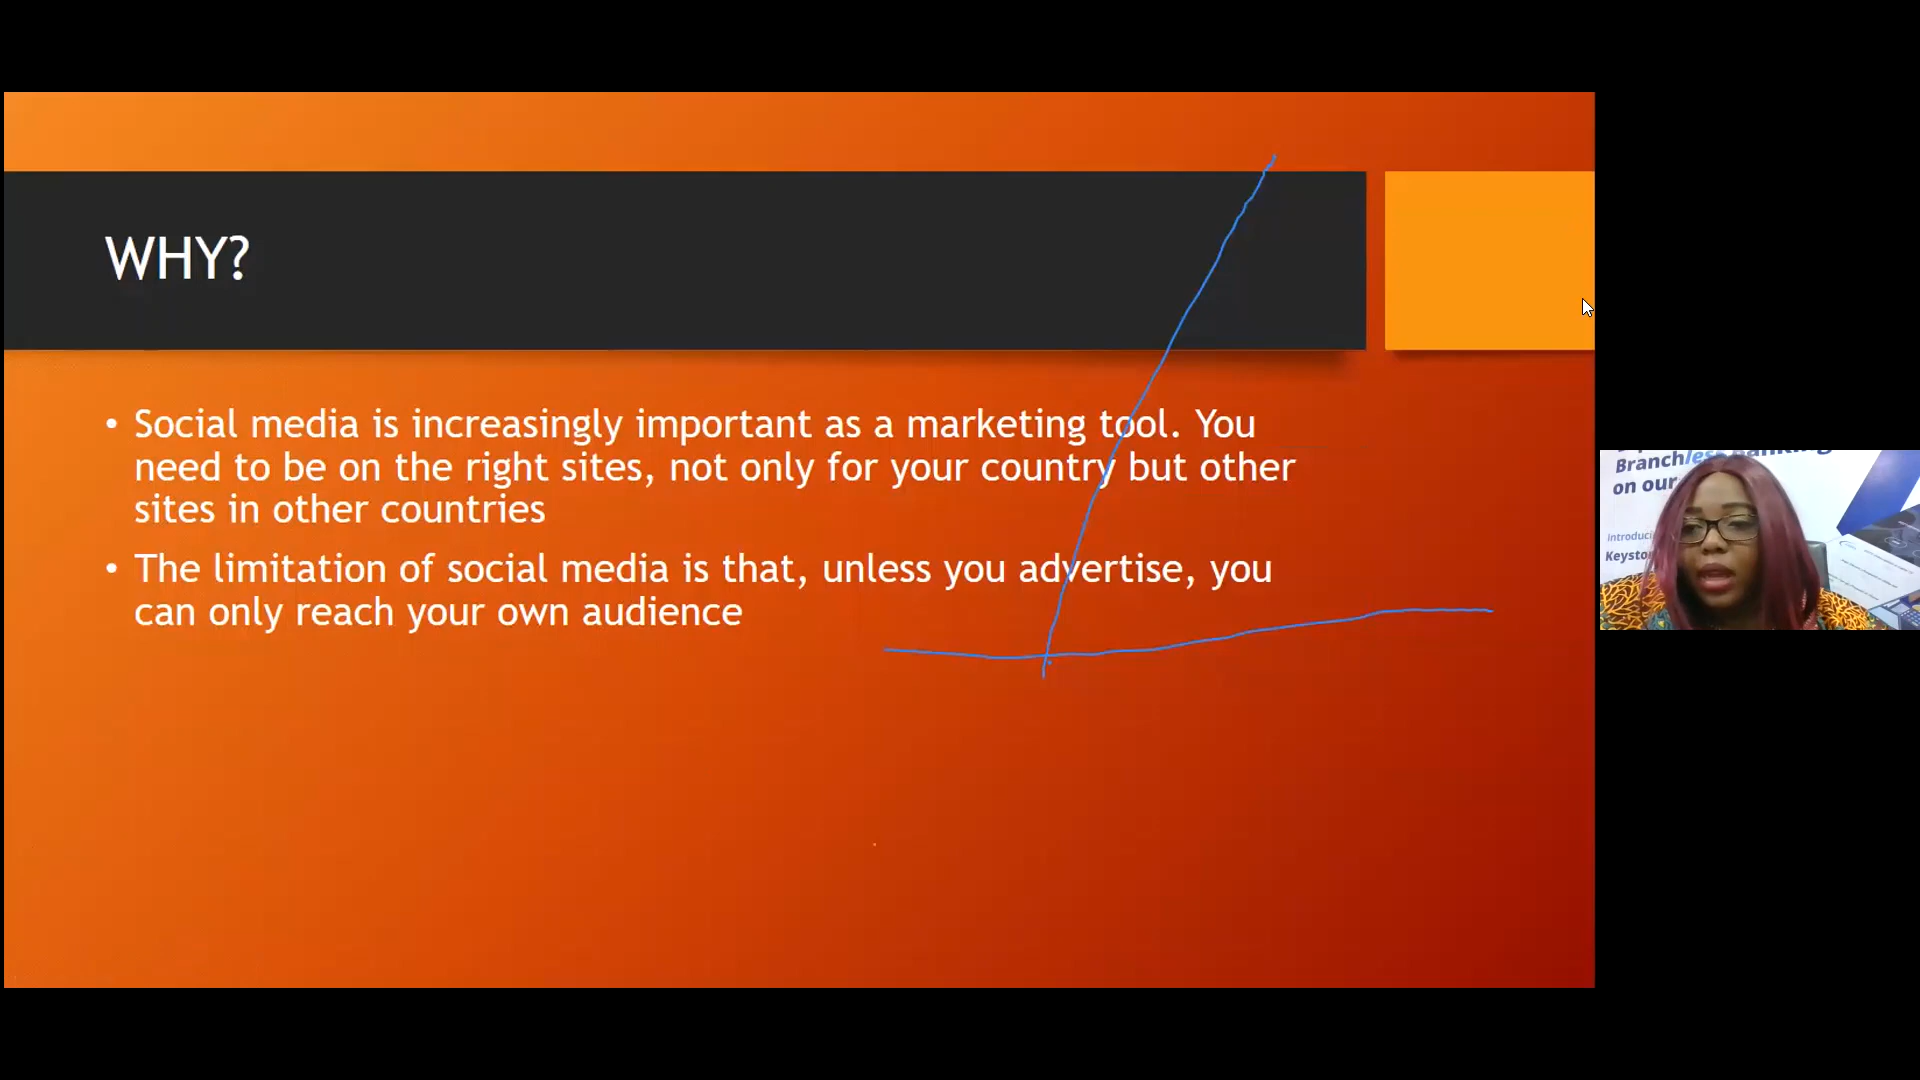 WHY?
• Social media is increasingly important as a marketing tool. You
need to be on the right sites, not only for your country but other
sites in other countries
• The limitation of social media is that, unless you advertise, you
can only reach your own audience
Branchless
on our